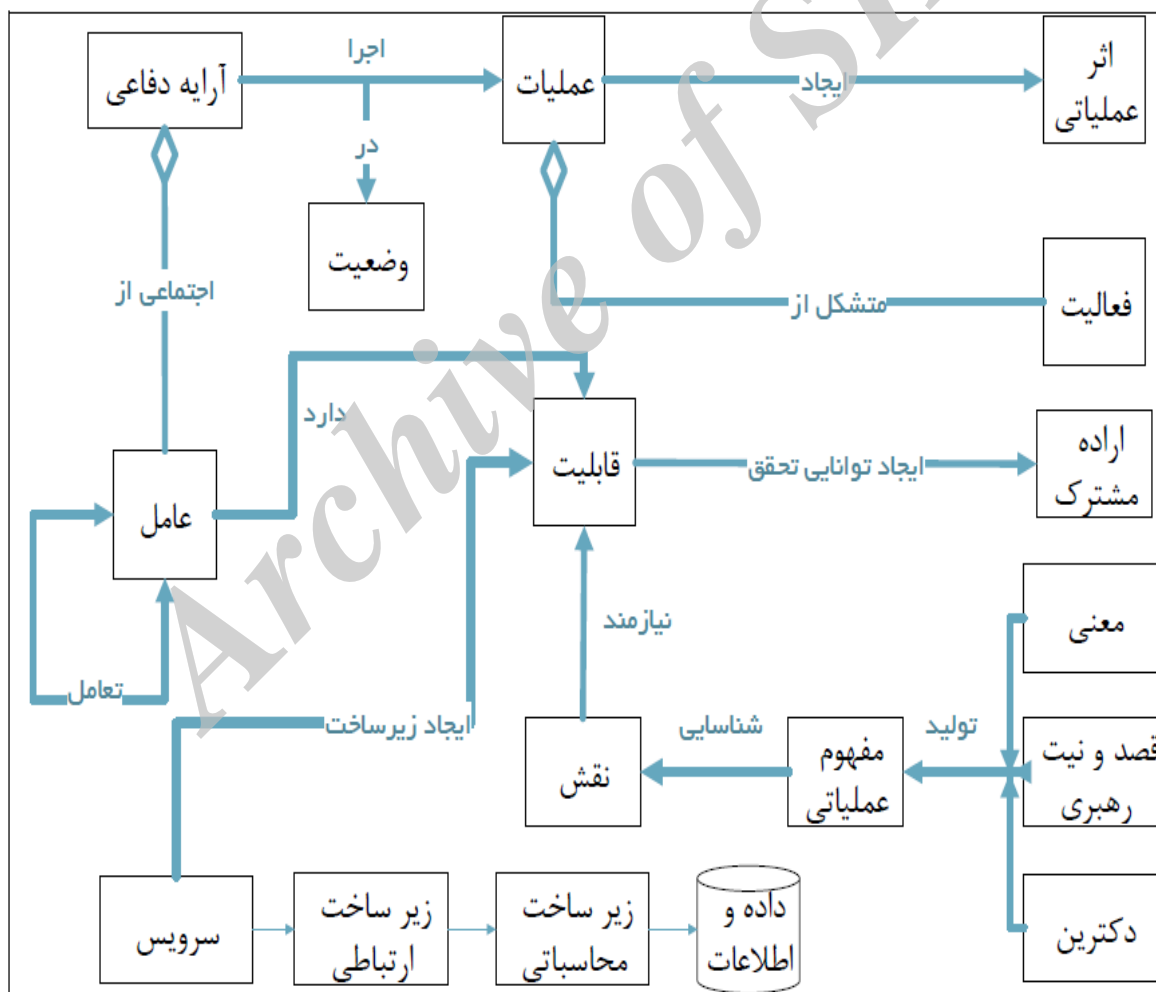 اجرا
آرایه دفاعی
عملیات
ایجاد
اثر
عملیاتی
در
وضعیت
اجتماعی از
متشکل از
فعالیت
دارد
قابلیت
ایجاد توانایی تحقق
اراده
مشترک
عامل
تعامل
نیازمند
معنی
ایجاد زیرساخت
نقش
شناسایی
مفهوم
عملیاتی
تولید
قصد و نیت
رهبری
سرویس
زیر ساخت
ارتباطی
زیر ساخت
محاسباتی
داده و
اطلاعات
دکترین
Archive of